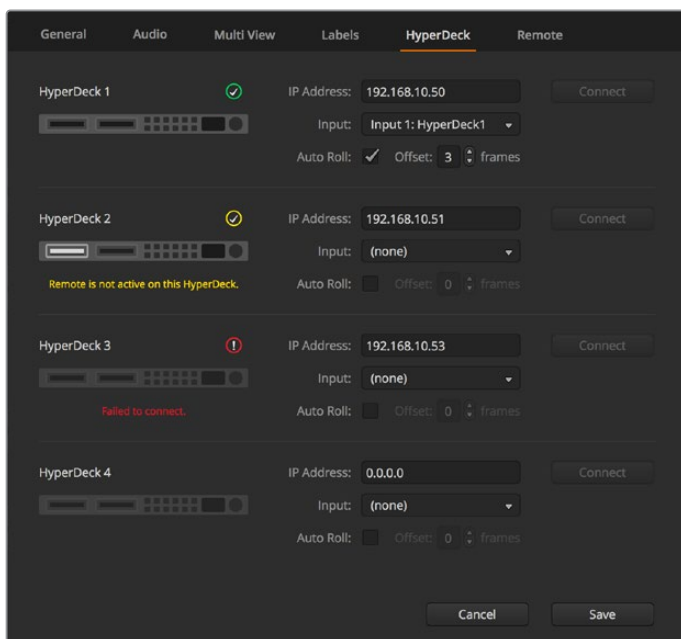 General Audio Multi View Labels HyperDeck Remote
HyperDeck 1 IP Address: 192.168.10.50 Connect
Input: Input 1: HyperDeck1
Auto Roll: Offset: 3 frames
HyperDeck 2 IP Address: 192.168.10.51 Connect
Input: (none)
Remote is not active on this HyperDeck. Auto Roll: Offset: 0 frames
HyperDeck 3 IP Address: 192.168.10.53 Connect
Input: (none)
Failed to connect. Auto Roll: Offset: 0 frames
HyperDeck 4 IP Address: 0.0.0.0 Connect
Input: (none)
Auto Roll: Offset: 0 frames
Cancel Save